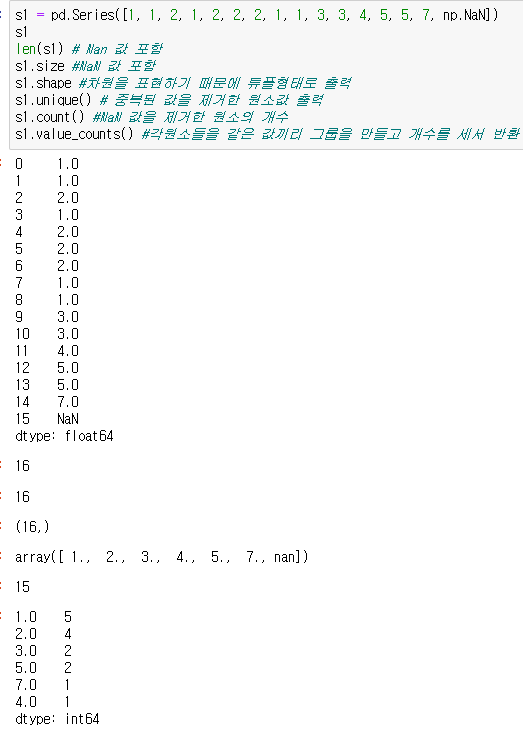 s1 = pd.Series([1, 1, 2, 1, 2, 2, 2, 1, 1, 3, 3, 4, 5, 5, 7, np.NaN])
s1
len(s1) # Nan 값 포함
s1.size #NaN 값 포함
s1.shape #차원을 표현하기 때문에 튜플형태로 출력
s1.unique() # 중복된 값을 제거한 원소값 출력
s1.count() #NaN 값을 제거한 원소의 개수
s1.value_counts() #각원소들을 같은 값끼리 그룹을 만들고 개수를 세서 반환
0 1.0
1 1.0
2 2.0
3 1.0
4 2.0
5 2.0
6 2.0
7 1.0
8 1.0
9 3.0
10 3.0
11 4.0
12 5.0
13 5.0
14 7.0
15 NaN
dtype: float64
16
16
(16,)
array([ 1., 2., 3., 4., 5., 7., nan])
15
1.0 5
2.0 4
3.0 2
5.0 2
7.0 1
4.0 1
dtype: int64